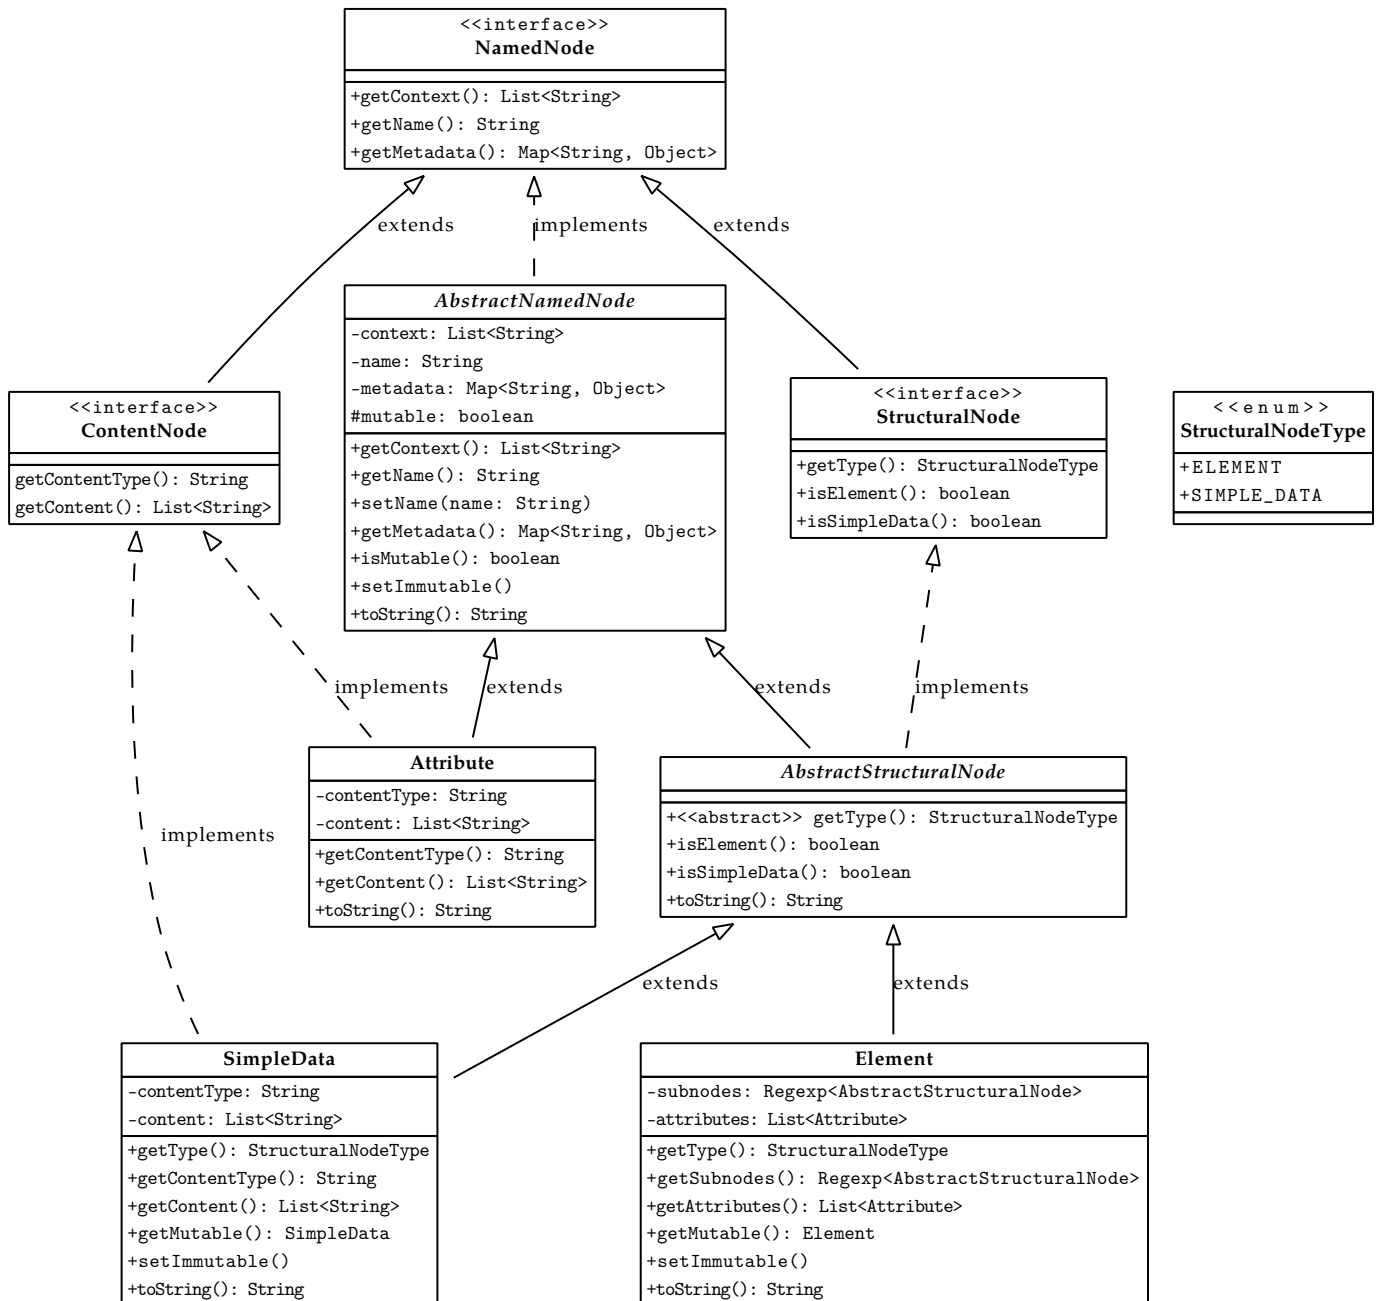 <<interface>>
NamedNode
+getContext(): List<String>
+getName(): String
+getMetadata(): Map<String, Object>
extends
implements
extends
AbstractNamedNode
-context: List<String>
-name: String
-metadata: Map<String, Object>
#mutable: boolean
+getContext(): List<String>
+getName(): String
+setName(name: String)
+getMetadata(): Map<String, Object>
+isMutable(): boolean
+setImmutable()
+toString(): String
<<interface>>
ContentNode
getContentType(): String
getContent(): List<String>
<<interface>>
StructuralNode
+getType(): StructuralNodeType
+isElement(): boolean
+isSimpleData(): boolean
<<enum>>
StructuralNodeType
+ELEMENT
+SIMPLE_DATA
implements
extends
extends
implements
Attribute
-contentType: String
-content: List<String>
+getContentType(): String
+getContent(): List<String>
+toString(): String
AbstractStructuralNode
+<<abstract>> getType(): StructuralNodeType
+isElement(): boolean
+isSimpleData(): boolean
+toString(): String
implements
extends
extends
SimpleData
-contentType: String
-content: List<String>
+getType(): StructuralNodeType
+getContentType(): String
+getContent(): List<String>
+getMutable(): SimpleData
+setImmutable()
+toString(): String
Element
-subnodes: Regexp<AbstractStructuralNode>
-attributes: List<Attribute>
+getType(): StructuralNodeType
+getSubnodes(): Regexp<AbstractStructuralNode>
+getAttributes(): List<Attribute>
+getMutable(): Element
+setImmutable()
+toString(): String